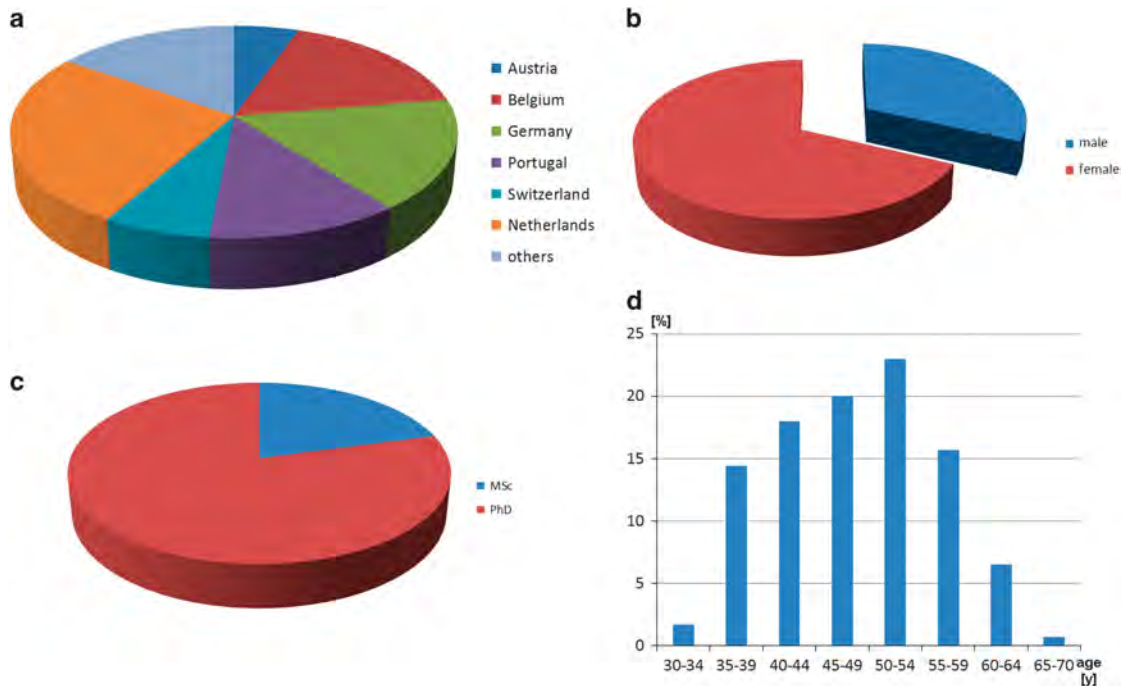 a
Austria
Belgium
Germany
Portugal
Switzerland
Netherlands
others
b
male
female
c
MSc
PhD
d
[%]
25
20
15
10
5
0
30-34 35-39 40-44 45-49 50-54 55-59 60-64 65-70 age
[y]